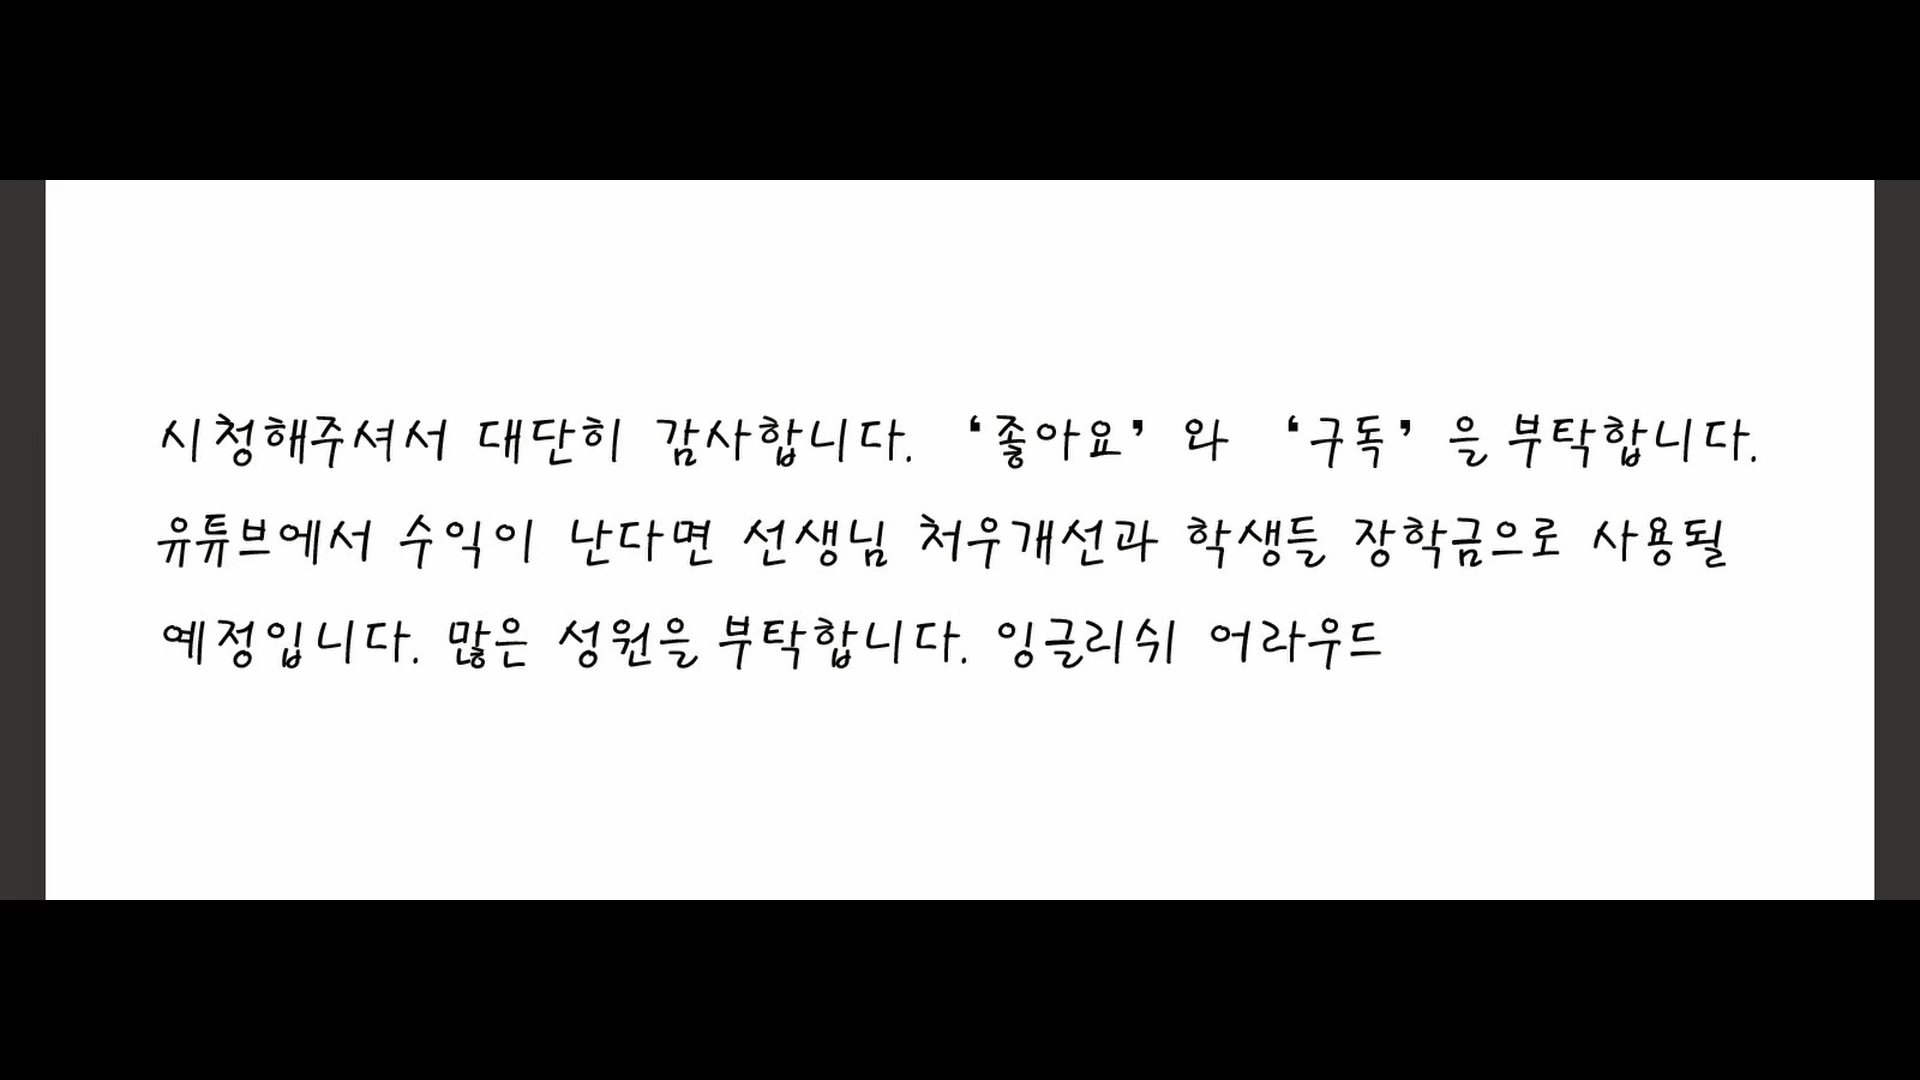 시청해주셔서 대단히 감사합니다. ‘좋아요’ 와 ‘구독’ 을 부탁합니다.
유튜브에서 수익이 난다면 선생님 처우개선과 학생들 장학금으로 사용될
예정입니다. 많은 성원을 부탁합니다. 잉글리쉬 어라우드